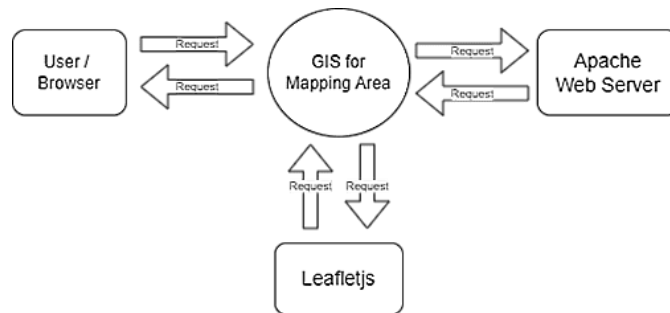 User /
Browser
Request
Request
GIS for
Mapping Area
Request
Request
Apache
Web Server
Request
Request
Leafletjs